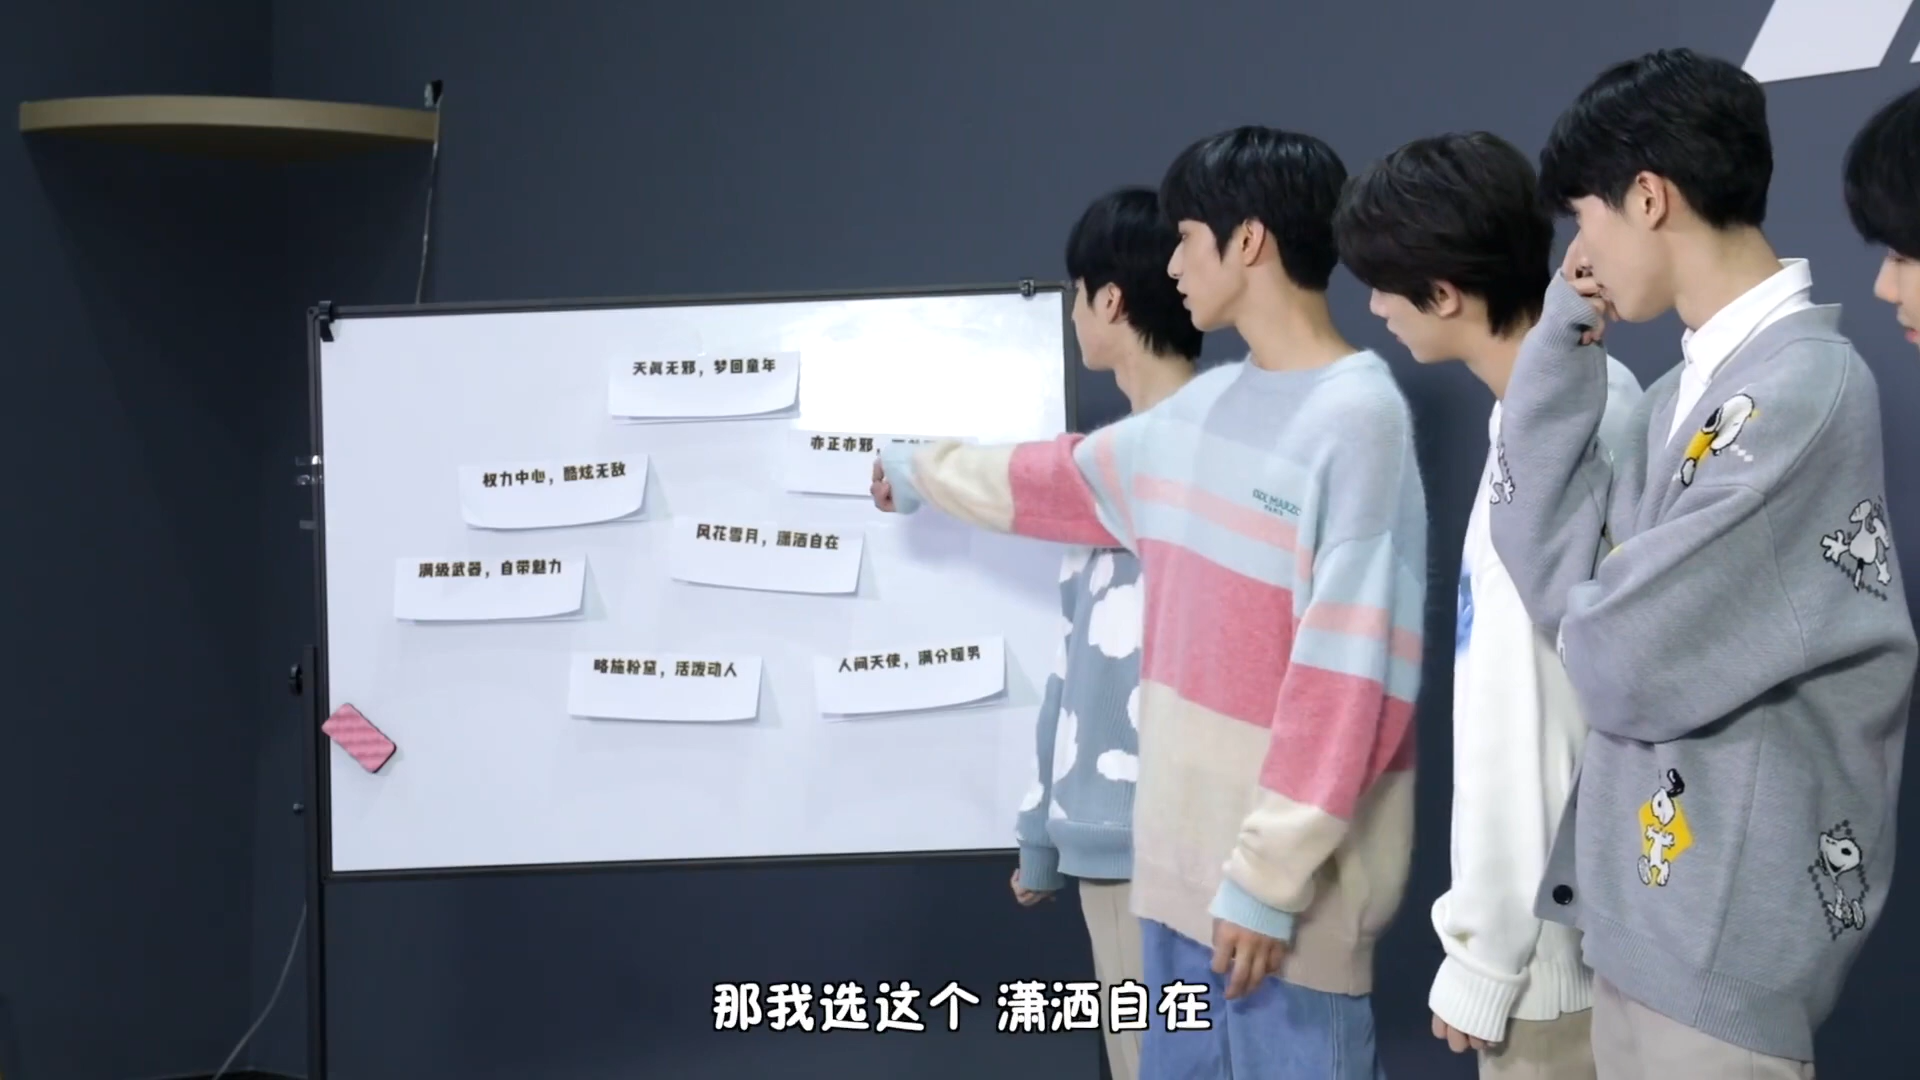 天真无邪，梦回童年
亦正亦邪，
权力中心，酷炫无敌
风花雪月，潇洒自在
满级武器，自带魅力
略施粉黛，活泼动人
人间天使，满分暖男
那我选这个 潇洒自在